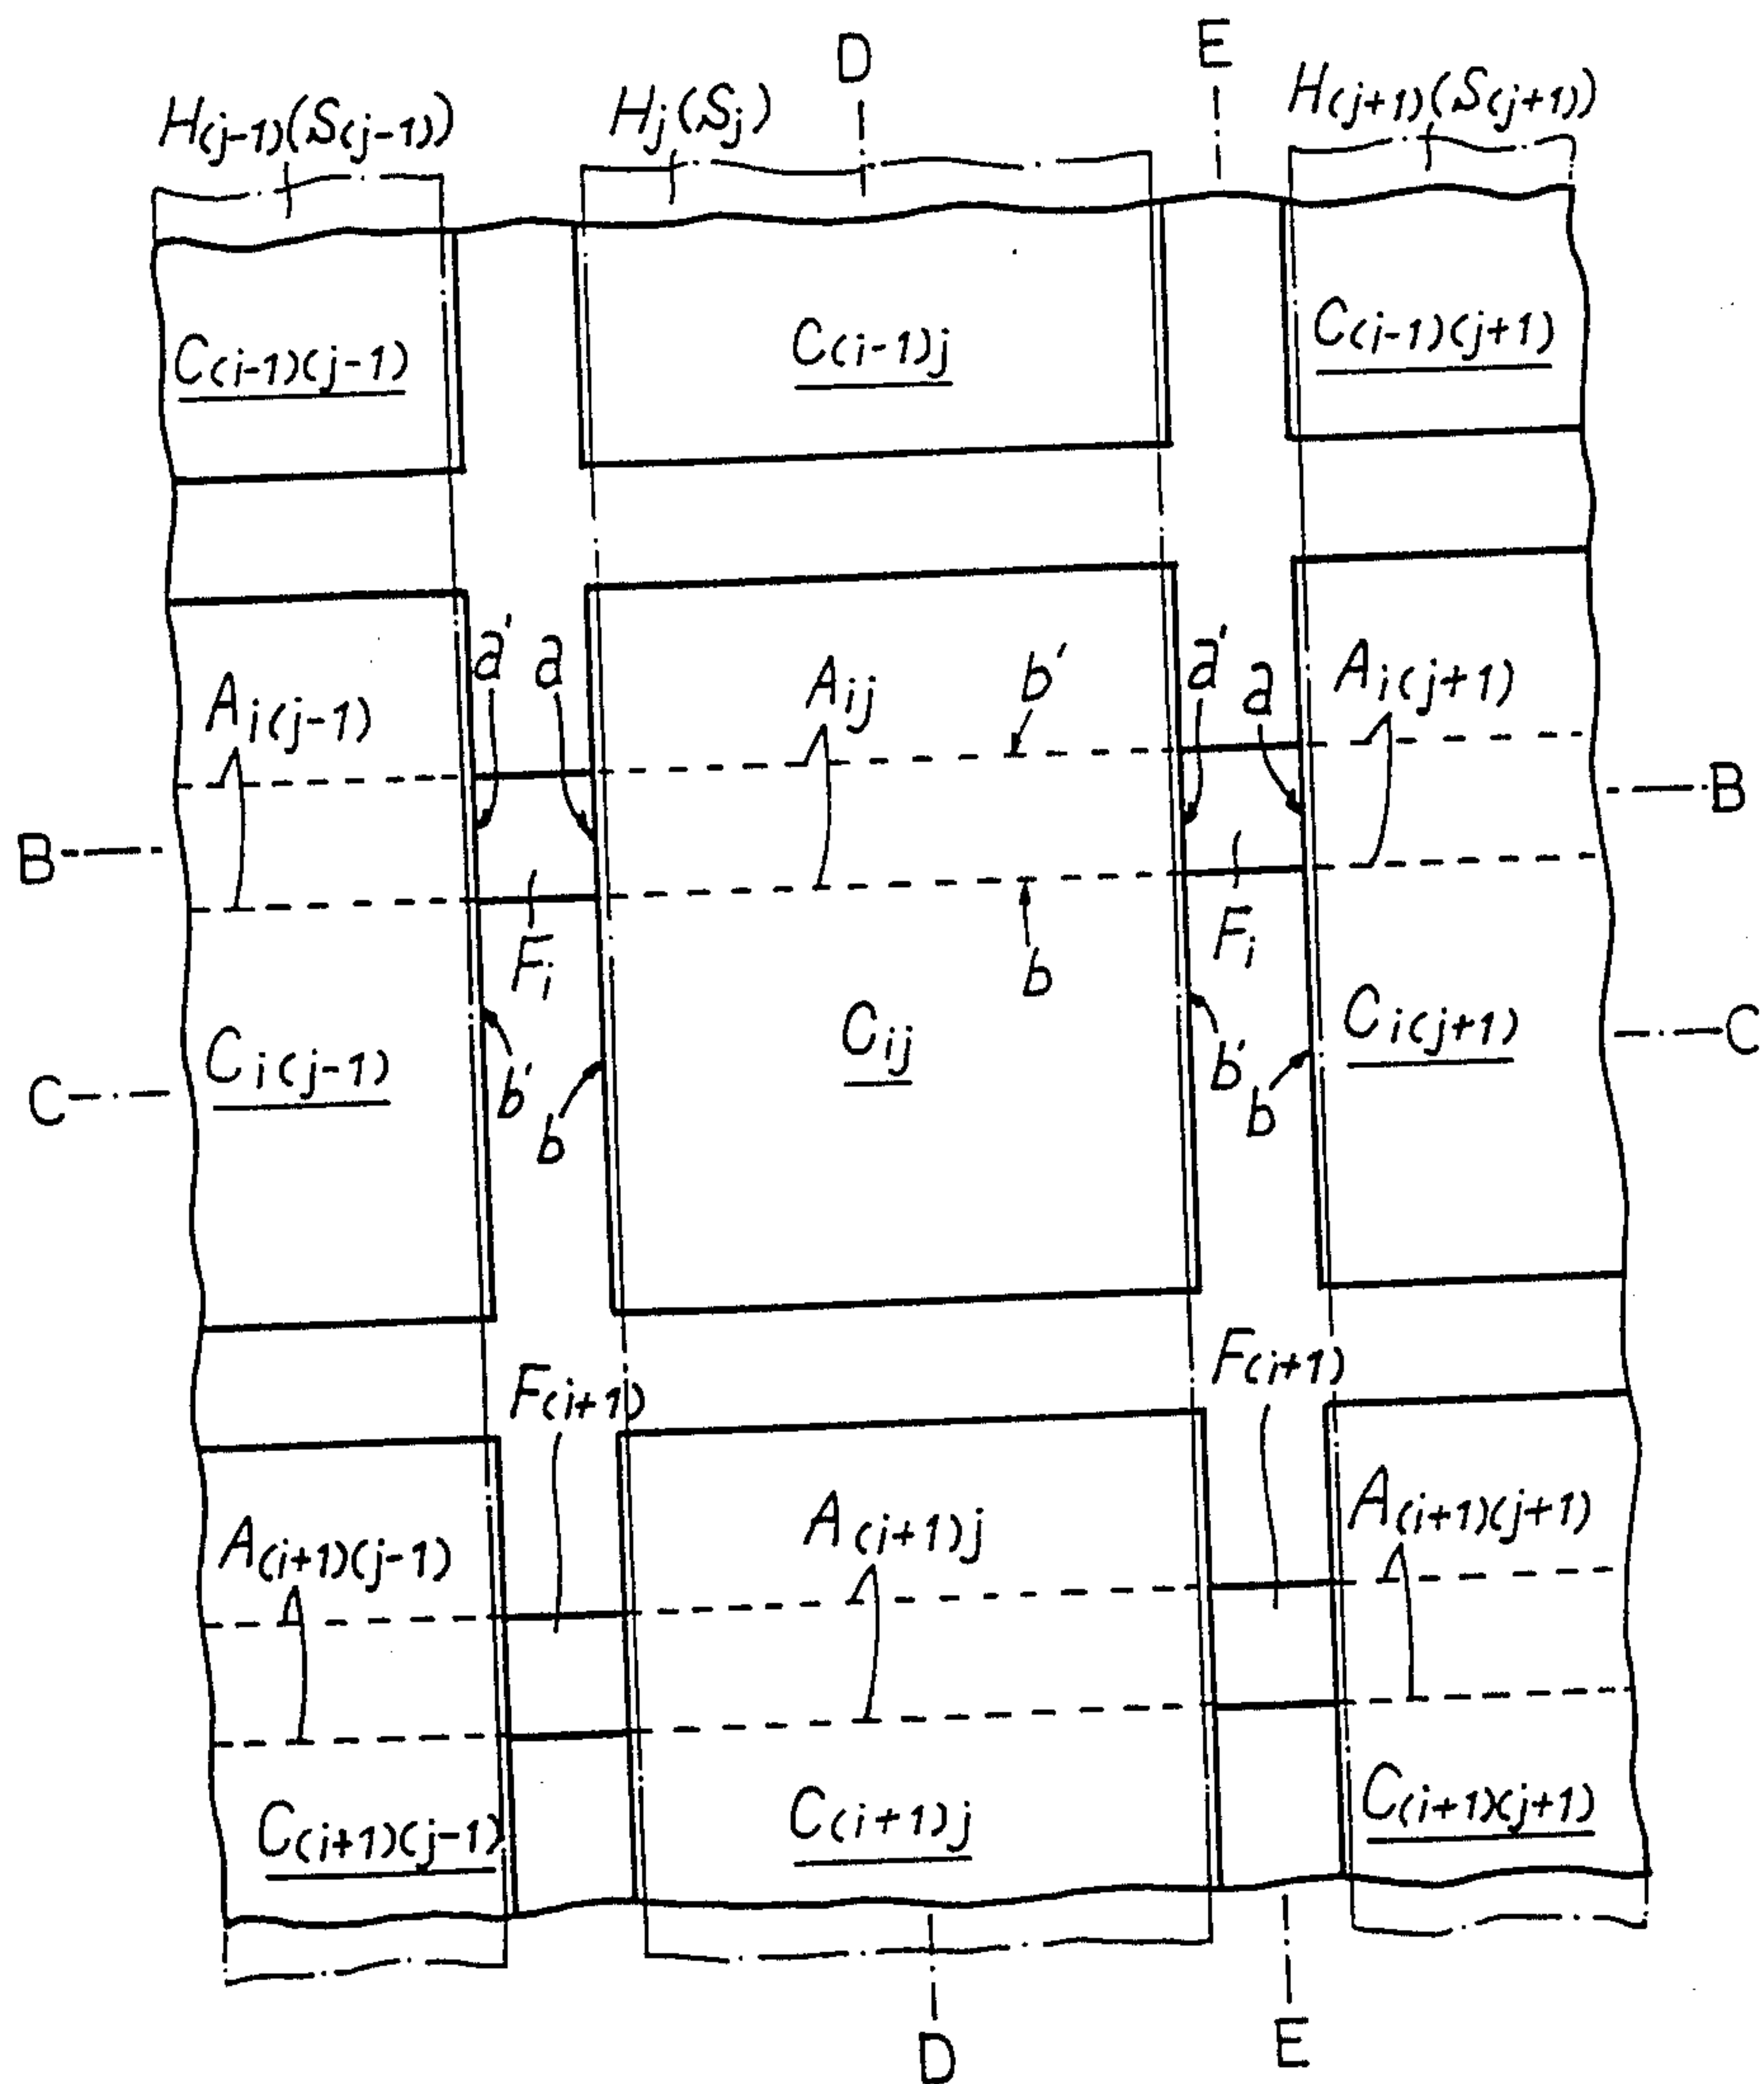 D
E
H(j-1)(S(j-1))
Hj(Sj)
H(j+1)(S(j+1))
C(i-1)(j-1)
C(i-1)j
C(i-1)(j+1)
a'
a
a'
a
Ai(j-1)
Aij
b'
Ai(j+1)
B
B
Fi
Fi
b
Ci(j-1)
Cij
Ci(j+1)
C
C
b'
b
b'
b
F(i+1)
F(i+1)
A(i+1)(j-1)
A(i+1)j
A(i+1)(j+1)
C(i+1)(j-1)
C(i+1)j
C(i+1)(j+1)
D
E